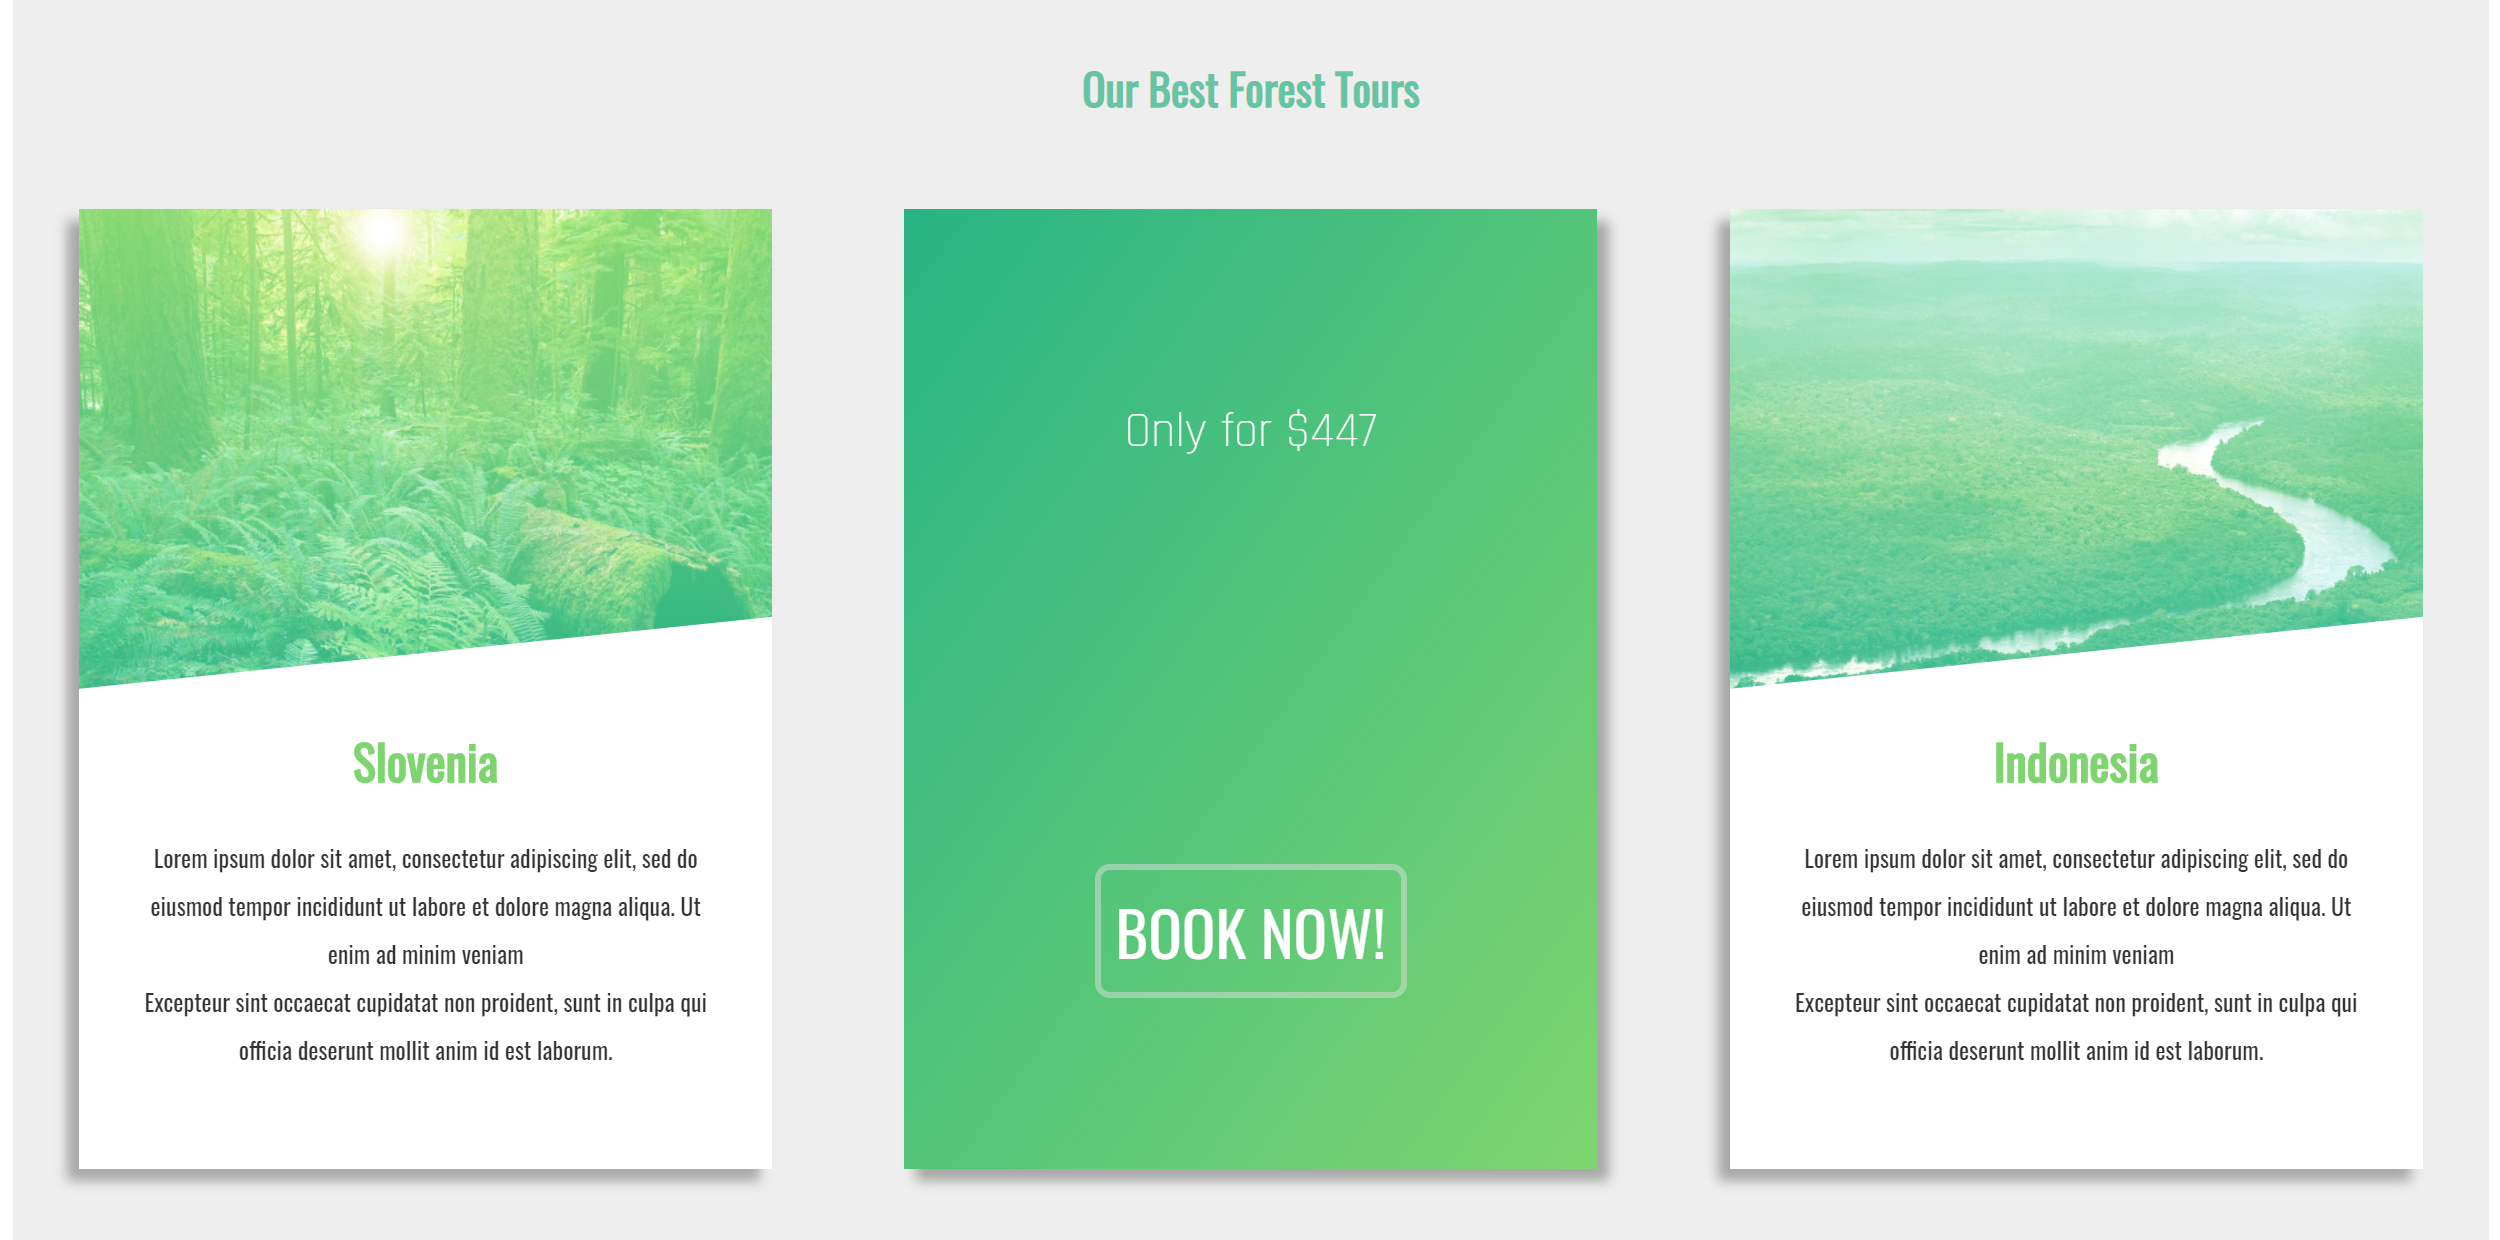 Our Best Forest Tours
Slovenia
Lorem ipsum dolor sit amet, consectetur adipiscing elit, sed do
eiusmod tempor incididunt ut labore et dolore magna aliqua. Ut
enim ad minim veniam
Excepteur sint occaecat cupidatat non proident, sunt in culpa qui
officia deserunt mollit anim id est laborum.
Only for $447
BOOK NOW!
Indonesia
Lorem ipsum dolor sit amet, consectetur adipiscing elit, sed do
eiusmod tempor incididunt ut labore et dolore magna aliqua. Ut
enim ad minim veniam
Excepteur sint occaecat cupidatat non proident, sunt in culpa qui
officia deserunt mollit anim id est laborum.